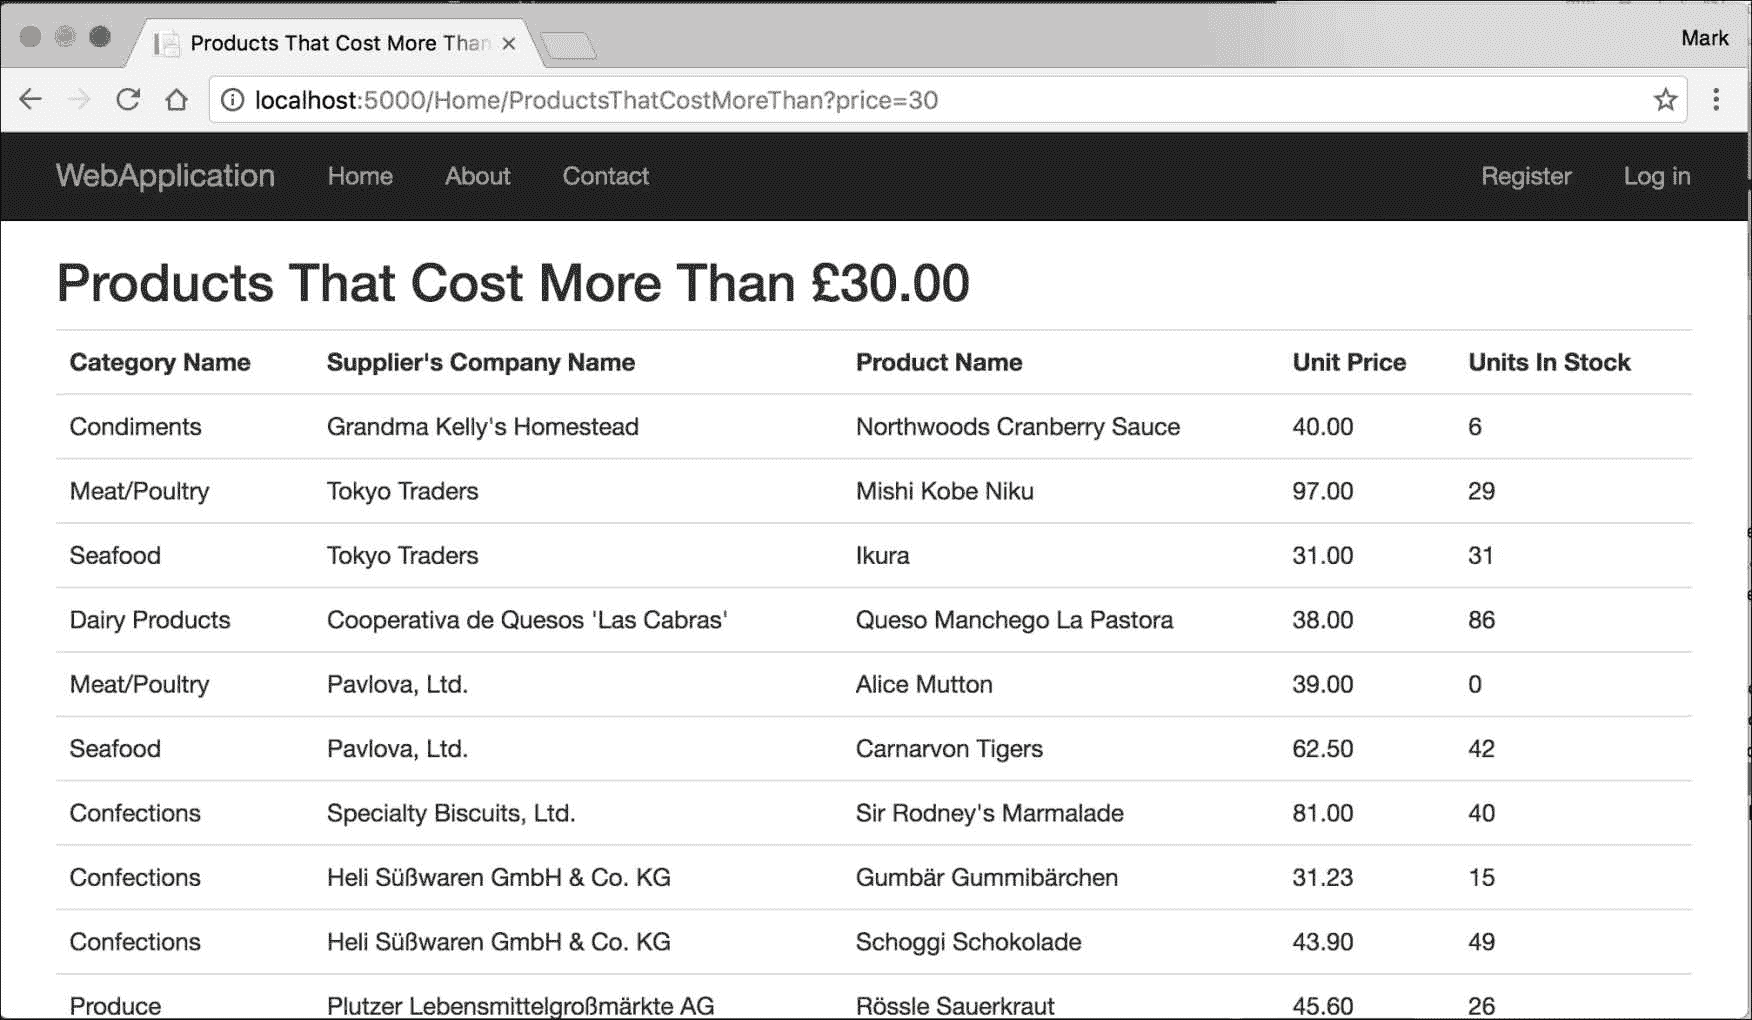 Products That Cost More Than
Mark
localhost:5000/Home/ProductsThatCostMoreThan?price=30
WebApplication Home About Contact Register Log in
Products That Cost More Than £30.00
Category Name Supplier's Company Name Product Name Unit Price Units In Stock
Condiments Grandma Kelly's Homestead Northwoods Cranberry Sauce 40.00 6
Meat/Poultry Tokyo Traders Mishi Kobe Niku 97.00 29
Seafood Tokyo Traders Ikura 31.00 31
Dairy Products Cooperativa de Quesos 'Las Cabras' Queso Manchego La Pastora 38.00 86
Meat/Poultry Pavlova, Ltd. Alice Mutton 39.00 0
Seafood Pavlova, Ltd. Carnarvon Tigers 62.50 42
Confections Specialty Biscuits, Ltd. Sir Rodney's Marmalade 81.00 40
Confections Heli Süßwaren GmbH & Co. KG Gumbär Gummibärchen 31.23 15
Confections Heli Süßwaren GmbH & Co. KG Schoggi Schokolade 43.90 49
Produce Plutzer Lebensmittelgroßmärkte AG Rössle Sauerkraut 45.60 26